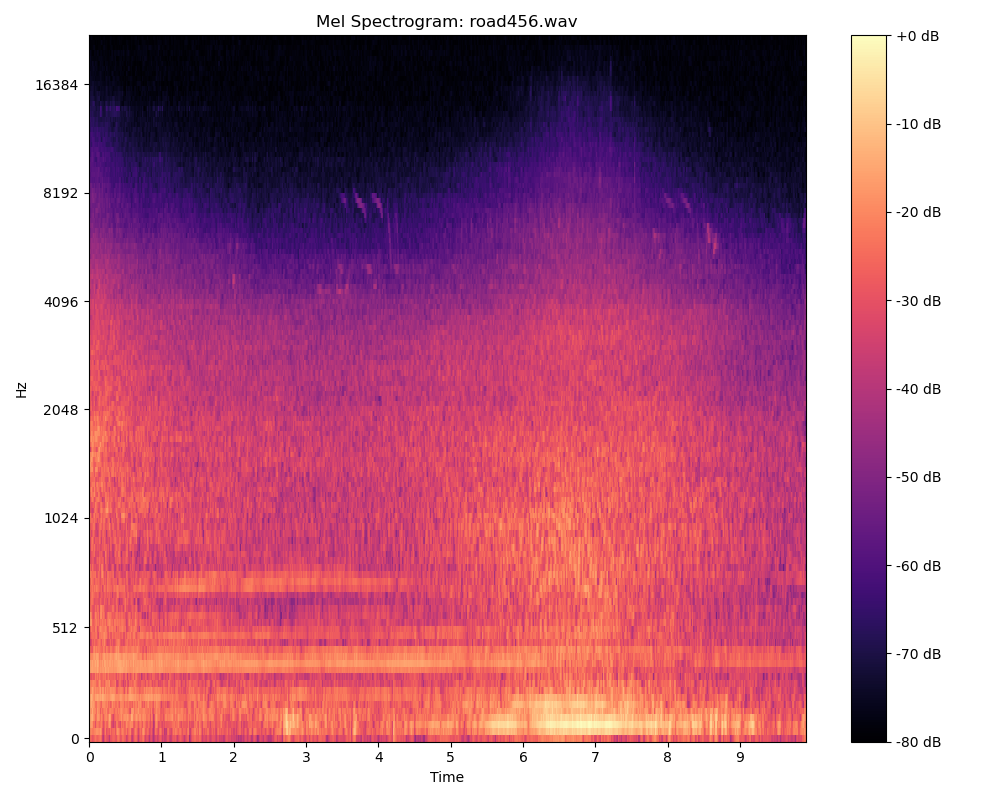 Mel Spectrogram: road456.wav
Hz
16384
8192
4096
2048
1024
512
0
0 1 2 3 4 5 6 7 8 9
Time
+0 dB
-10 dB
-20 dB
-30 dB
-40 dB
-50 dB
-60 dB
-70 dB
-80 dB